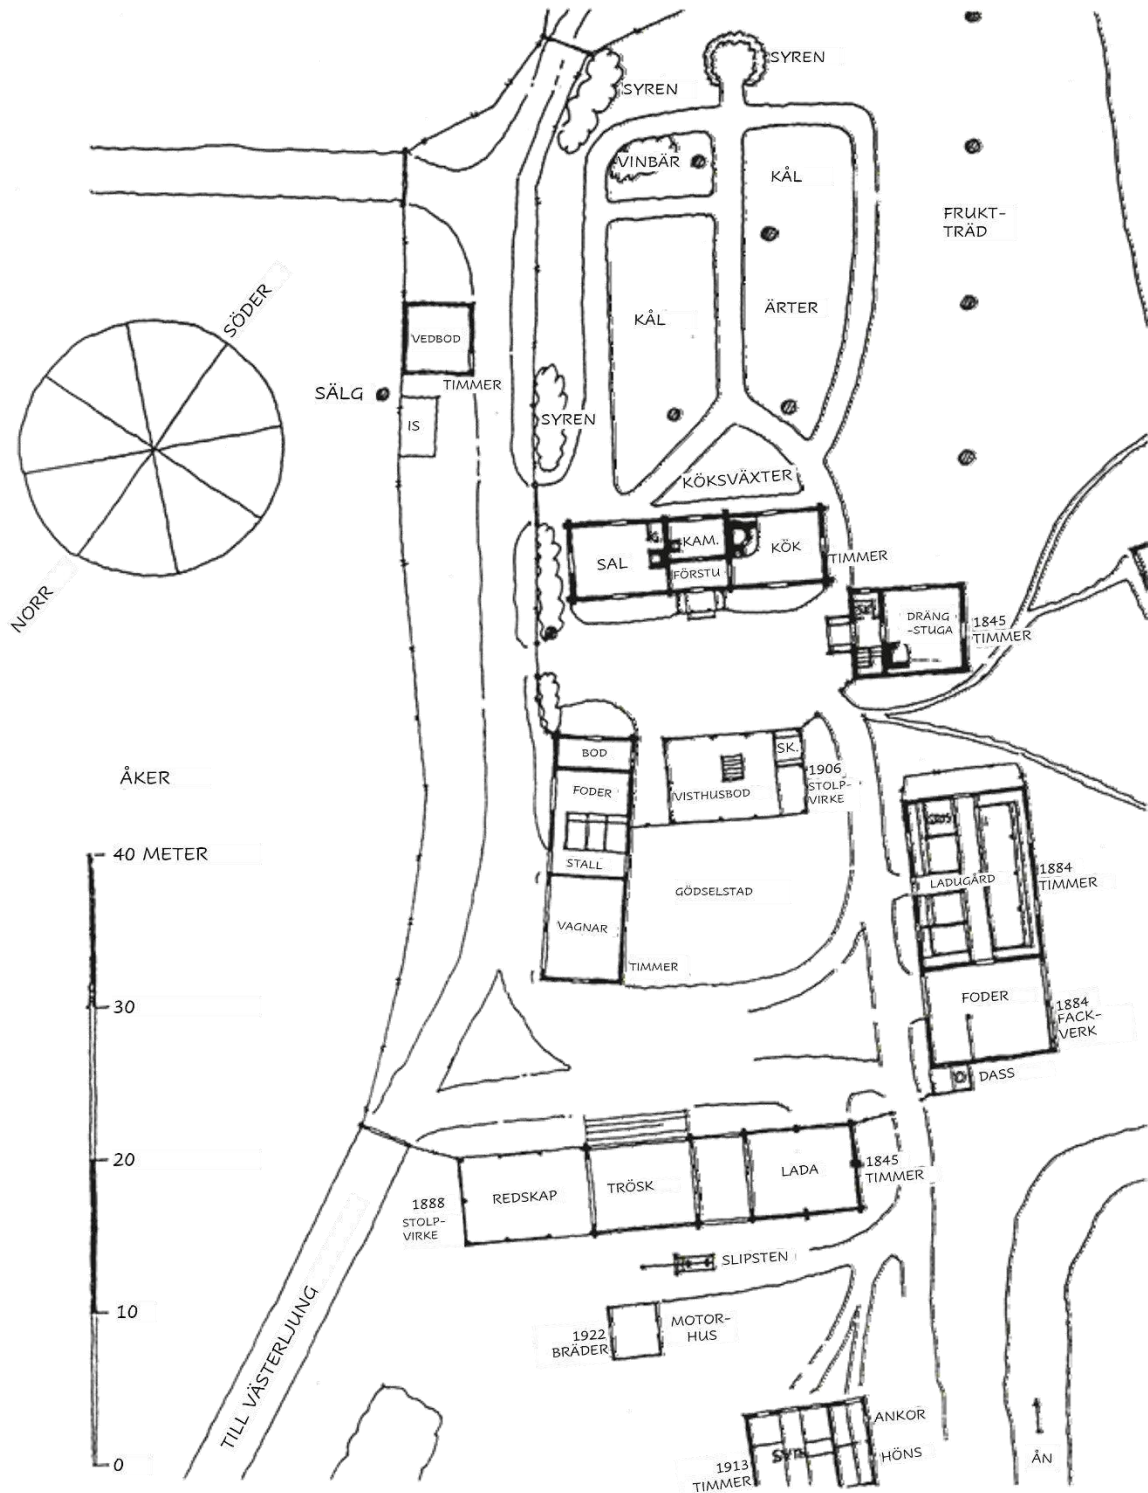 SYREN
SYREN
VINBÄR
KÅL
FRUKT-
TRÄD
SÖDER
KÅL
ÄRTER
VEDBOD
TIMMER
SÄLG
IS
SYREN
KÖKSVÄXTER
NORR
SAL
G.
KAM.
FÖRSTU
KÖK
TIMMER
DRÄNG
-STUGA
1845
TIMMER
BOD
FODER
STALL
VAGNAR
TIMMER
VISTHUSBOD
SK.
1906
STOLP-
VIRKE
GÖDSELSTAD
ÅKER
40 METER
30
20
10
0
GRIS
LADUGÅRD
1884
TIMMER
FODER
1884
FACK-
VERK
DASS
1888
STOLP-
VIRKE
REDSKAP
TRÖSK
LADA
1845
TIMMER
SLIPSTEN
1922
BRÄDER
MOTOR-
HUS
TILL VÄSTERLJUNG
ANKOR
HÖNS
1913
TIMMER
ÅN